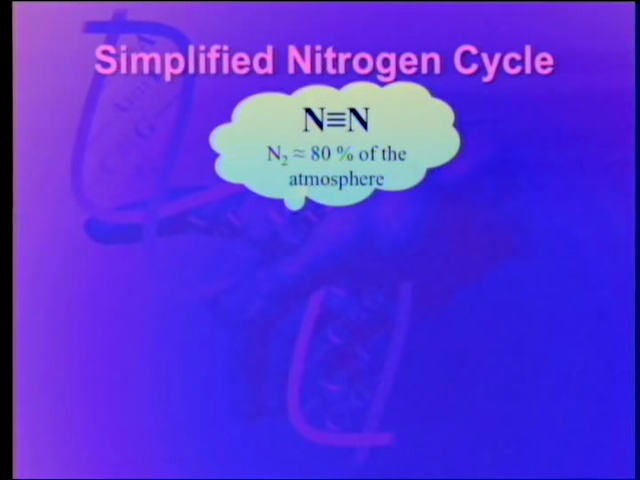 Simplified Nitrogen Cycle
N≡N
N₂ ≈ 80 % of the
atmosphere